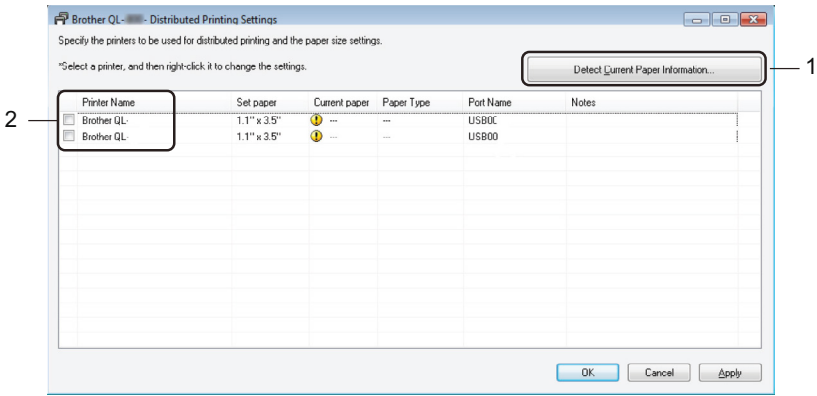 Brother QL- - Distributed Printing Settings
Specify the printers to be used for distributed printing and the paper size settings.
*Select a printer, and then right-click it to change the settings.
Detect Current Paper Information...
1
2
Printer Name Set paper Current paper Paper Type Port Name Notes
Brother QL- 1.1" x 3.5" --- --- USB00
Brother QL- 1.1" x 3.5" --- --- USB00
OK Cancel Apply